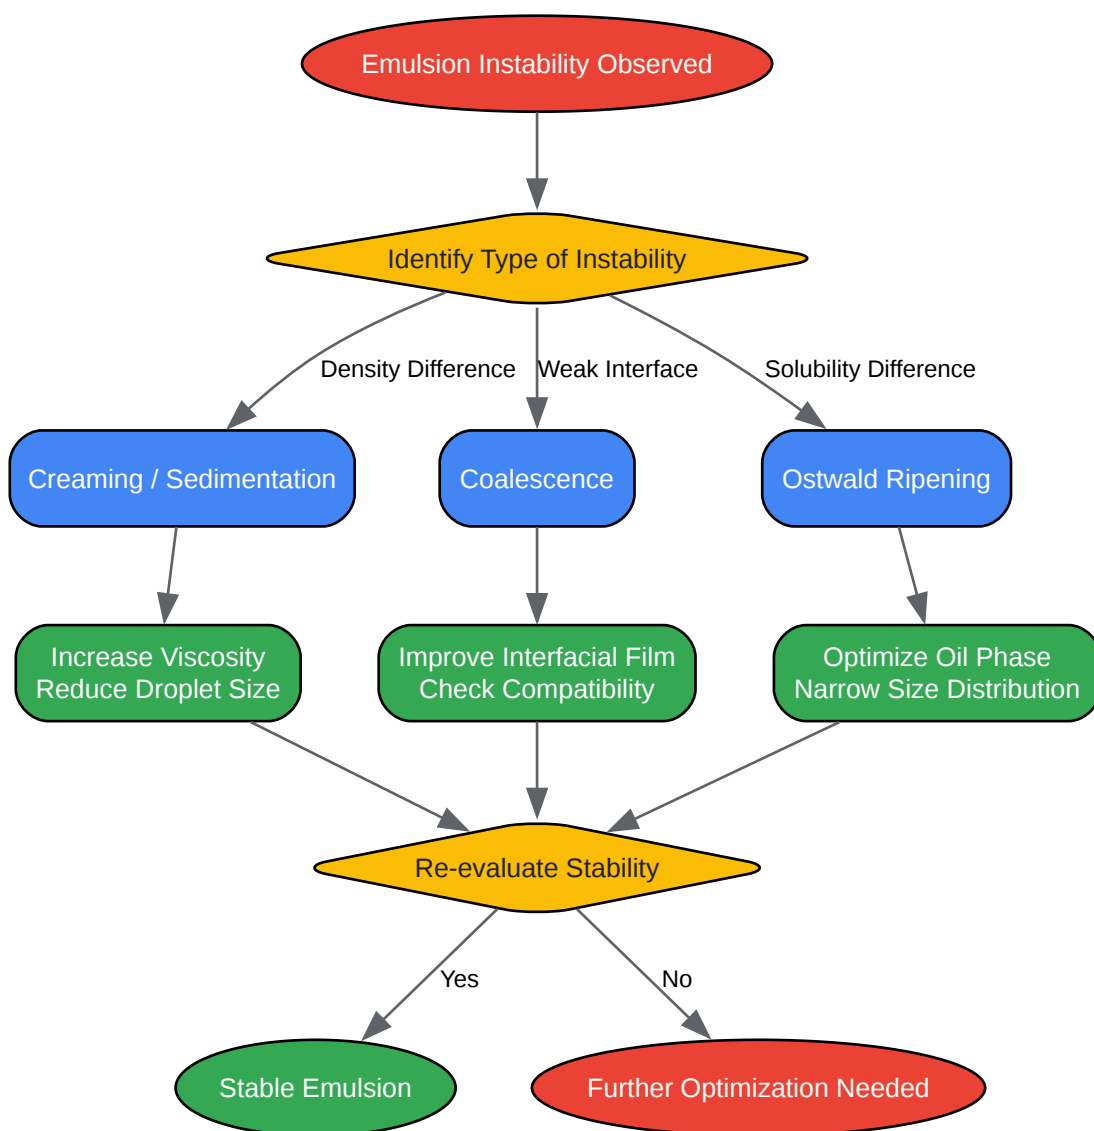 Emulsion Instability Observed
Identify Type of Instability
Density Difference
Weak Interface
Solubility Difference
Creaming / Sedimentation
Coalescence
Ostwald Ripening
Increase Viscosity
Reduce Droplet Size
Improve Interfacial Film
Check Compatibility
Optimize Oil Phase
Narrow Size Distribution
Re-evaluate Stability
Yes
No
Stable Emulsion
Further Optimization Needed